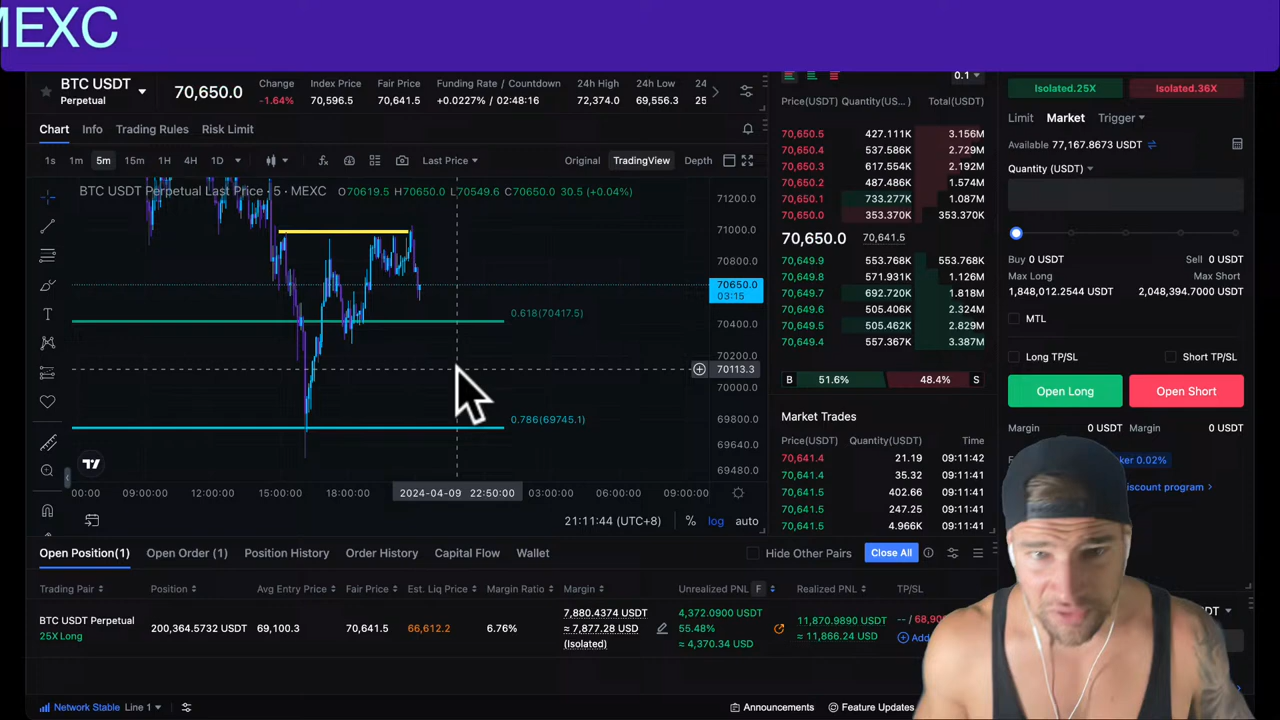 MEXC
BTC USDT
Perpetual
70,650.0
Change
-1.64%
Index Price
70,596.5
Fair Price
70,641.5
Funding Rate / Countdown
+0.0227% / 02:48:16
24h High
72,374.0
24h Low
69,556.3
24
25
Chart Info Trading Rules Risk Limit
1s 1m 5m 15m 1H 4H 1D Last Price Original TradingView Depth
BTC USDT Perpetual Last Price · 5 · MEXC O70619.5 H70650.0 L70549.6 C70650.0 30.5 (+0.04%)
71200.0
71000.0
70800.0
70650.0
03:15
0.618(70417.5)
70400.0
70200.0
70113.3
70000.0
0.786(69745.1)
69800.0
69640.0
69480.0
00:00 09:00:00 12:00:00 15:00:00 18:00:00 2024-04-09 22:50:00 03:00:00 06:00:00 09:00:00
21:11:44 (UTC+8) % log auto
0.1
Price(USDT) Quantity(US... Total(USDT)
70,650.5 427.111K 3.156M
70,650.4 537.586K 2.729M
70,650.3 617.554K 2.192M
70,650.2 487.486K 1.574M
70,650.1 733.277K 1.087M
70,650.0 353.370K 353.370K
70,650.0 70,641.5
70,649.9 553.768K 553.768K
70,649.8 571.931K 1.126M
70,649.7 692.720K 1.818M
70,649.6 505.406K 2.324M
70,649.5 505.462K 2.829M
70,649.4 557.367K 3.387M
B 51.6% 48.4% S
Market Trades
Price(USDT) Quantity(USDT) Time
70,641.4 21.19 09:11:42
70,641.4 35.32 09:11:41
70,641.5 402.66 09:11:41
70,641.5 247.25 09:11:41
70,641.5 4.966K 09:11:41
Isolated.25X Isolated.36X
Limit Market Trigger
Available 77,167.8673 USDT
Quantity (USDT)
Buy 0 USDT Sell 0 USDT
Max Long Max Short
1,848,012.2544 USDT 2,048,394.7081 USDT
MTL
Long TP/SL Short TP/SL
Open Long Open Short
Margin 0 USDT Margin 0 USDT
ker 0.02%
iscount program >
DT
Open Position(1) Open Order (1) Position History Order History Capital Flow Wallet Hide Other Pairs Close All
Trading Pair Position Avg Entry Price Fair Price Est. Liq Price Margin Ratio Margin Unrealized PNL F Realized PNL TP/SL
BTC USDT Perpetual
25X Long
200,364.5732 USDT
69,100.3
70,641.5
66,612.2
6.76%
7,880.4374 USDT
≈ 7,877.28 USD
(Isolated)
4,372.0900 USDT
55.48%
≈ 4,370.34 USD
11,870.9890 USDT
≈ 11,866.24 USD
-- / 68,90
Add
Network Stable Line 1 Announcements Feature Updates